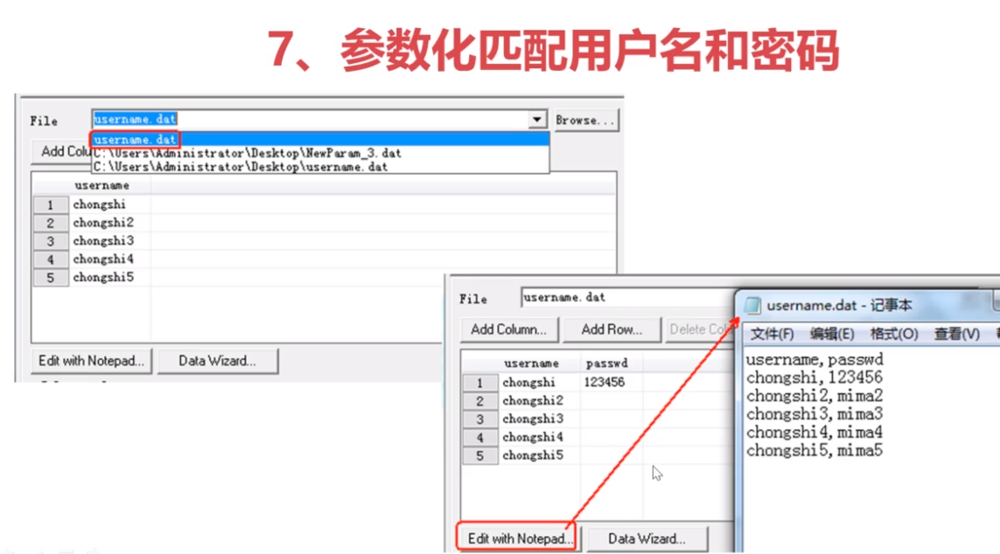 7、参数化匹配用户名和密码
File
username.dat
Browse...
username.dat
C:\Users\Administrator\Desktop\NewParam_3.dat
C:\Users\Administrator\Desktop\username.dat
Add Colu
username
1 chongshi
2 chongshi2
3 chongshi3
4 chongshi4
5 chongshi5
Edit with Notepad... Data Wizard...
File username.dat
Add Column... Add Row... Delete Col
username passwd
1 chongshi 123456
2 chongshi2
3 chongshi3
4 chongshi4
5 chongshi5
Edit with Notepad... Data Wizard...
username.dat - 记事本
文件(F) 编辑(E) 格式(O) 查看(V)
username,passwd
chongshi,123456
chongshi2,mima2
chongshi3,mima3
chongshi4,mima4
chongshi5,mima5